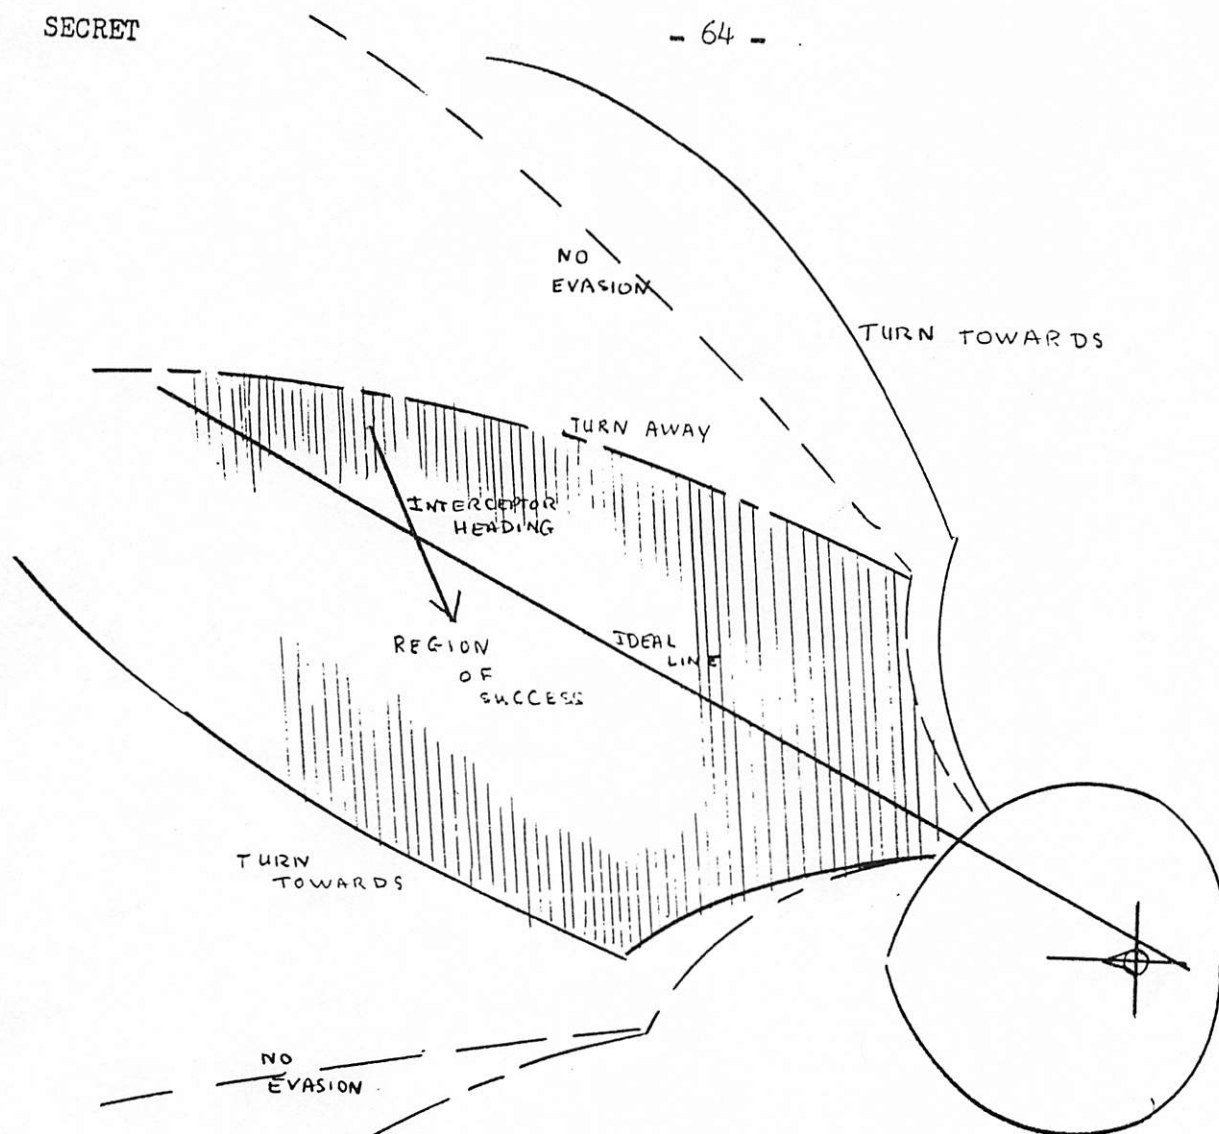 SECRET
- 64 -
NO
EVASION
TURN TOWARDS
TURN AWAY
INTERCEPTOR
HEADING
IDEAL
LINE
REGION
OF
SUCCESS
TURN
TOWARDS
NO
EVASION